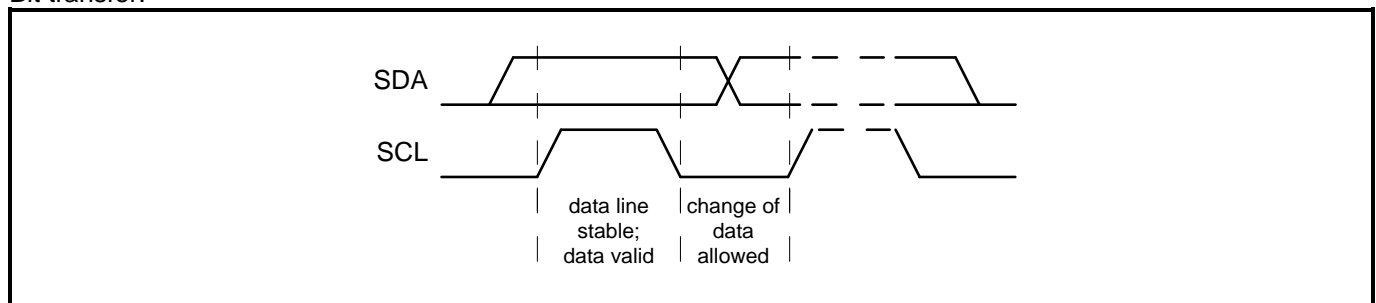 SDA
SCL
data line
stable;
data valid
change of
data
allowed